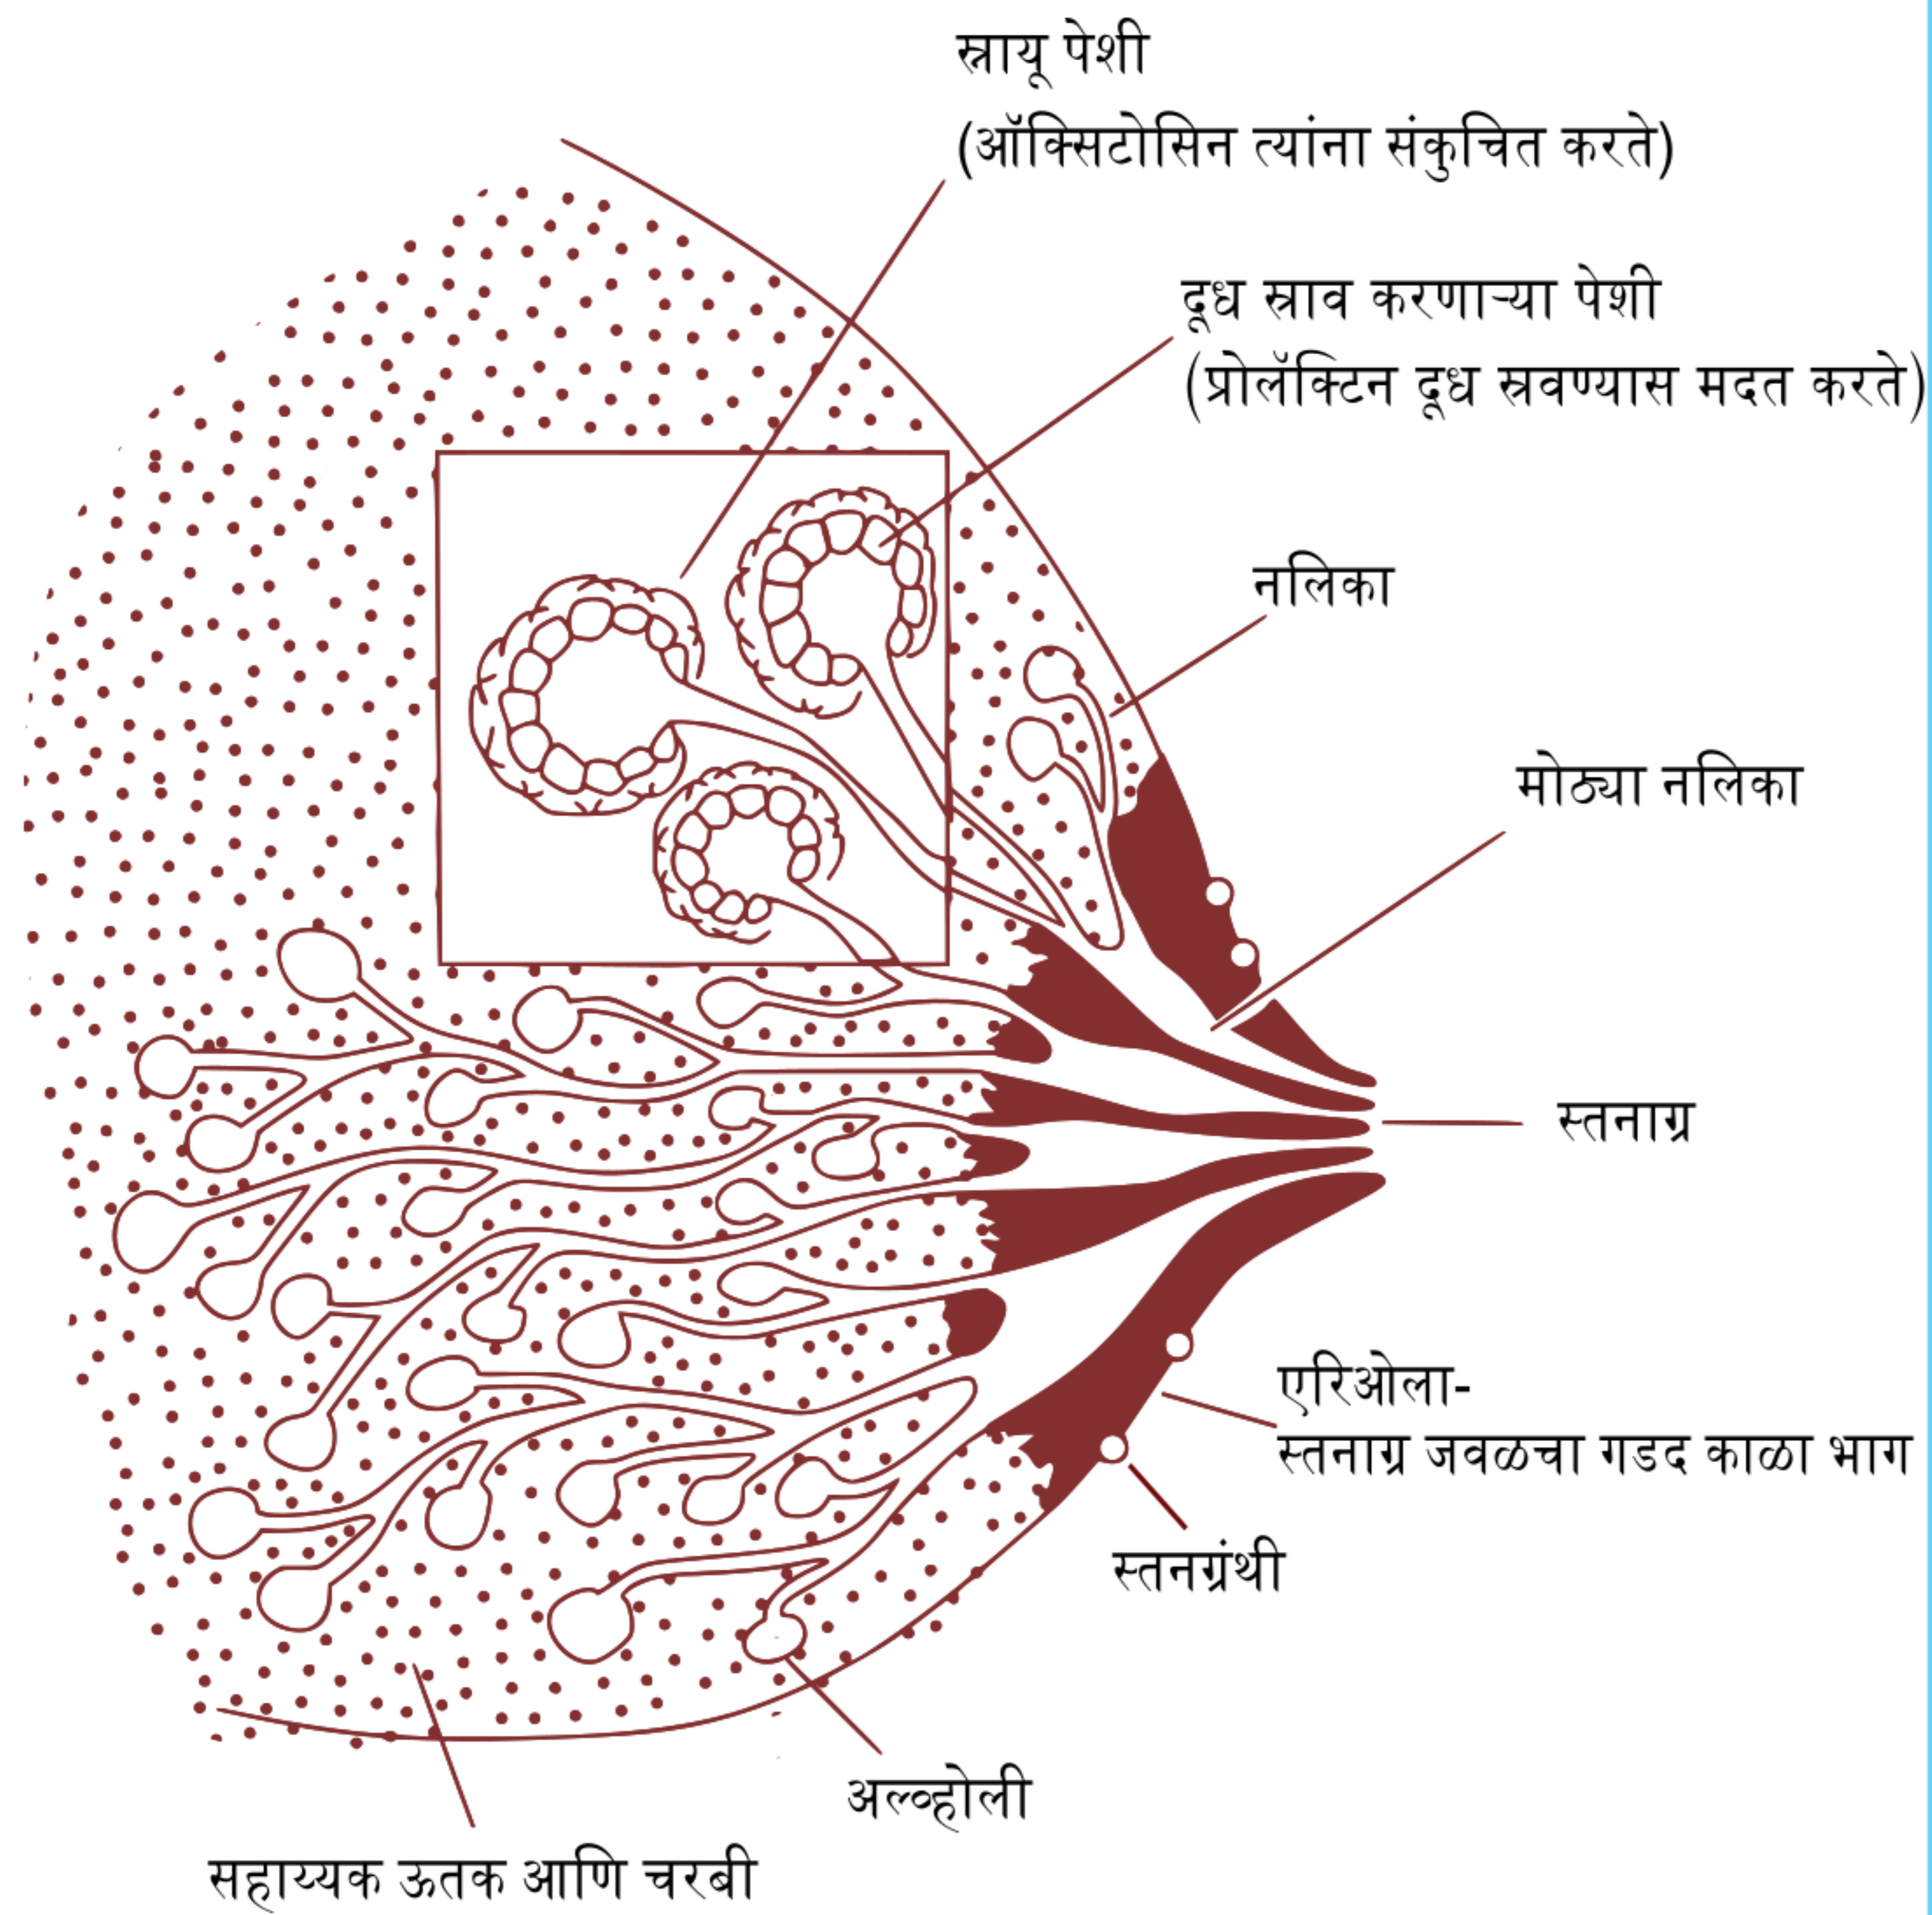 स्नायू पेशी
(ऑक्सिटोसिन त्यांना संकुचित करते)
दूध स्राव करणाऱ्या पेशी
(प्रोलॅक्टिन दूध स्रवण्यास मदत करते)
नलिका
मोठ्या नलिका
स्तनाग्र
एरिओला-
स्तनाग्र जवळचा गडद काळा भाग
स्तनग्रंथी
अल्व्होली
सहाय्यक ऊतक आणि चरबी